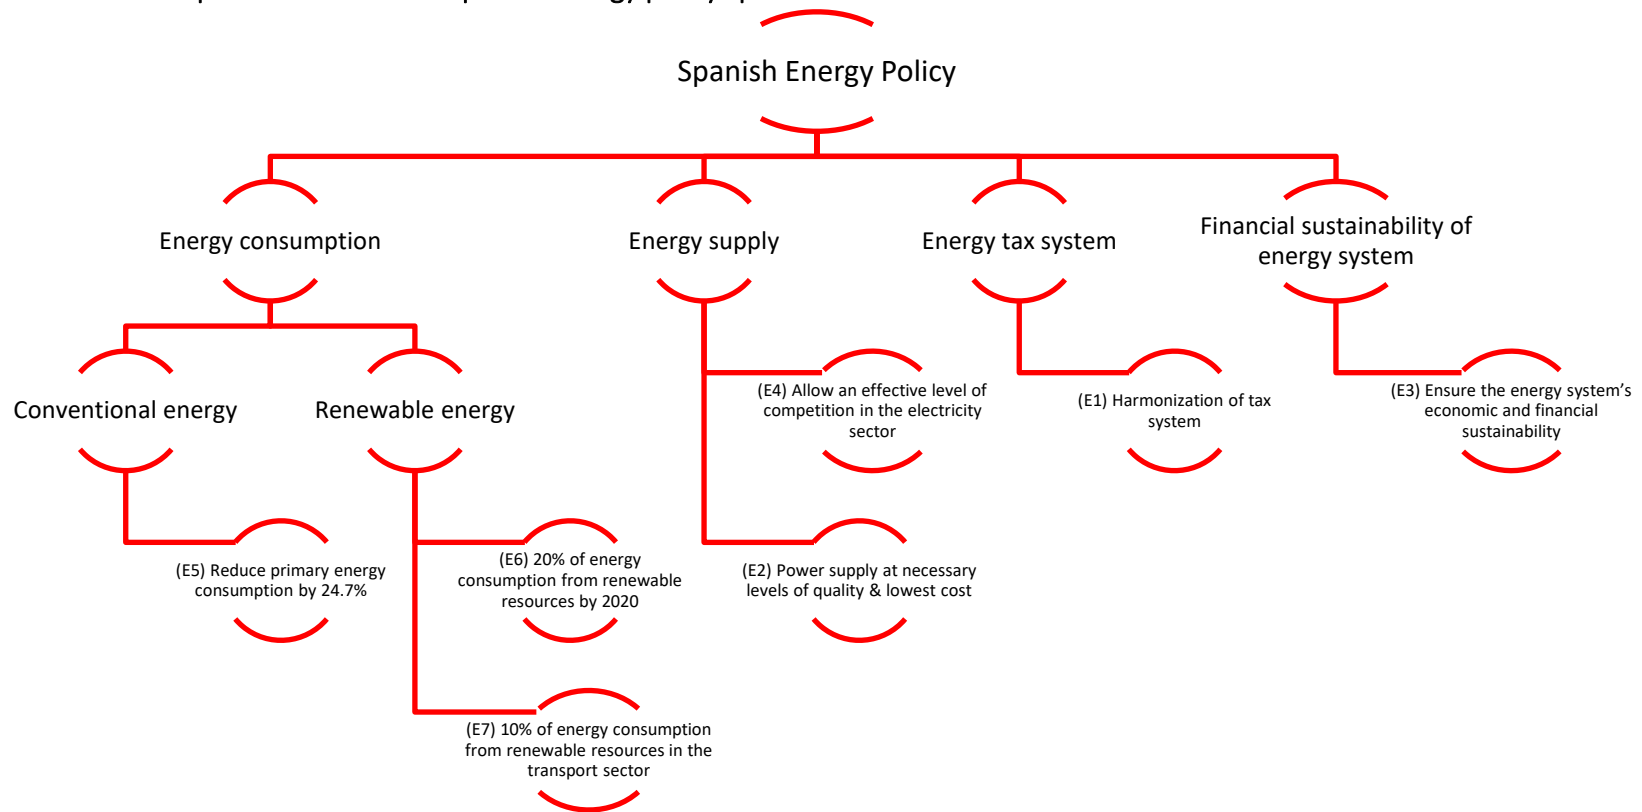 Spanish Energy Policy
Energy consumption
Energy supply
Energy tax system
Financial sustainability of
energy system
Conventional energy
Renewable energy
(E4) Allow an effective level of
competition in the electricity
sector
(E1) Harmonization of tax
system
(E3) Ensure the energy system’s
economic and financial
sustainability
(E5) Reduce primary energy
consumption by 24.7%
(E6) 20% of energy
consumption from renewable
resources by 2020
(E2) Power supply at necessary
levels of quality & lowest cost
(E7) 10% of energy consumption
from renewable resources in the
transport sector